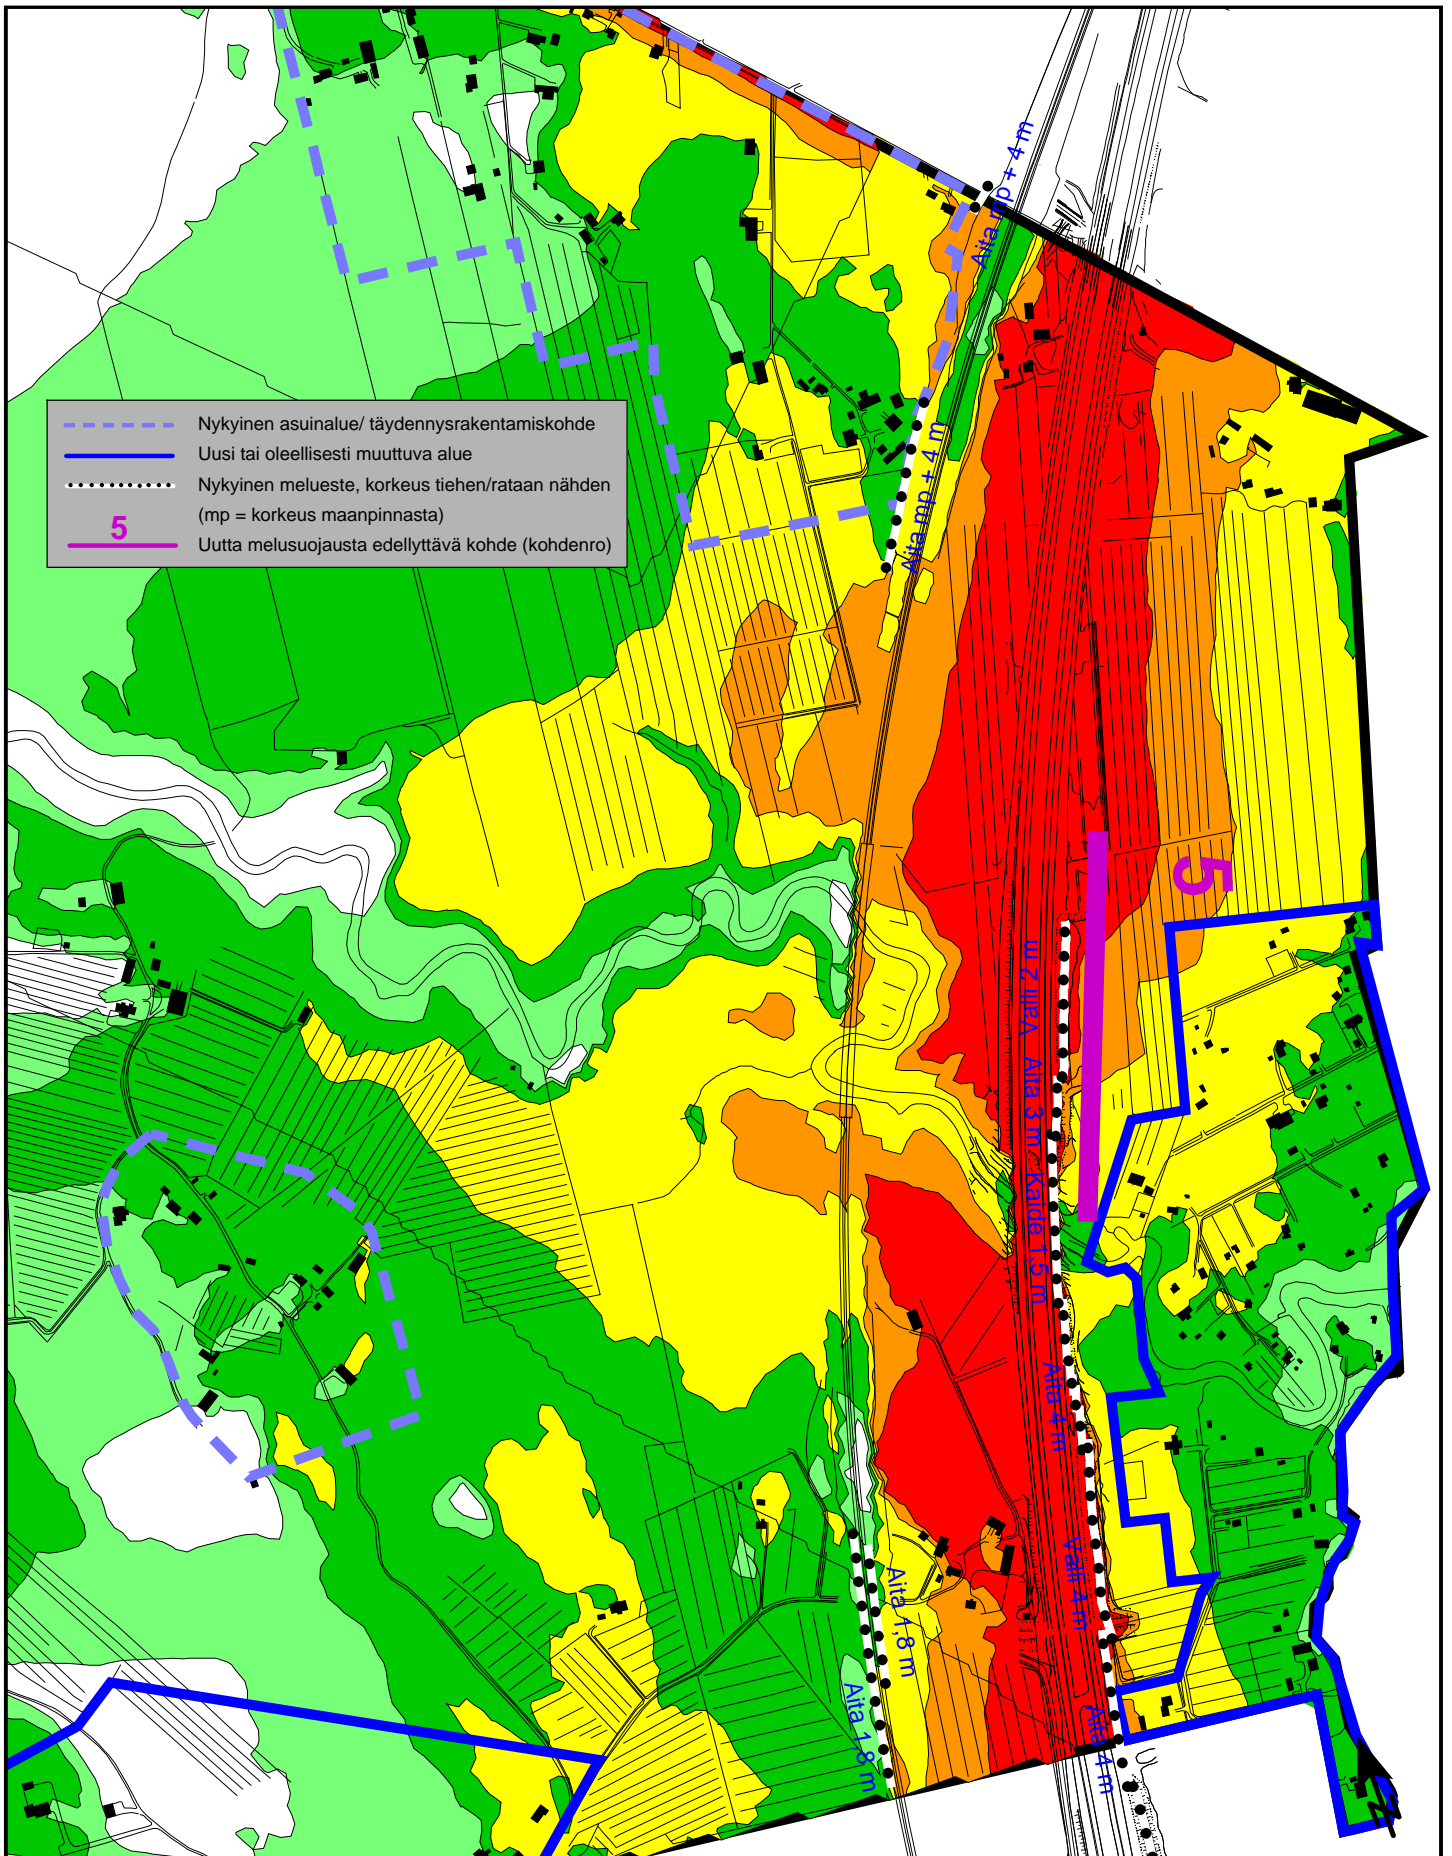 Aita mp + 4 m
Nykyinen asuinalue/ täydennysrakentamiskohde
Uusi tai oleellisesti muuttuva alue
Nykyinen melueste, korkeus tiehen/rataan nähden
(mp = korkeus maanpinnasta)
5
Uutta melusuojausta edellyttävä kohde (kohdenro)
Aita mp + 4 m
5
Valli 2 m
Aita 3 m
Kaide 1,5 m
Aita 4 m
Valli 4 m
Aita 1,8 m
Aita 1,8 m
Aita 4 m
N